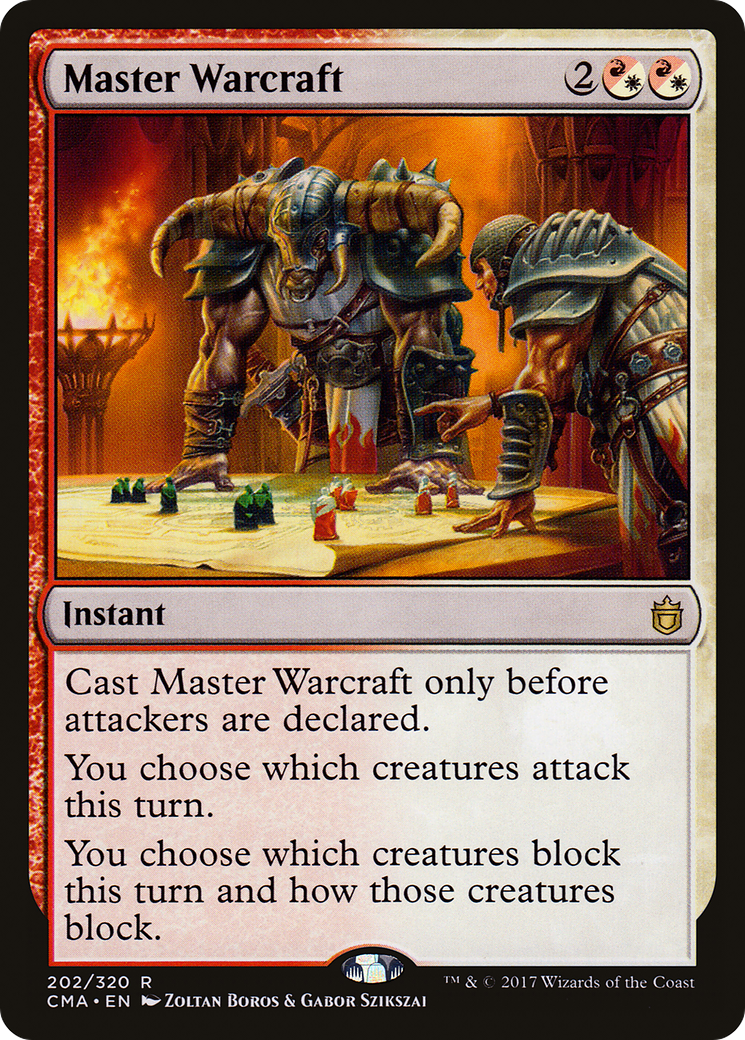 Master Warcraft 2
Instant
Cast Master Warcraft only before
attackers are declared.
You choose which creatures attack
this turn.
You choose which creatures block
this turn and how those creatures
block.
202/320 R
™ & © 2017 Wizards of the Coast
CMA • EN Zoltan Boros & Gabor Szikszai